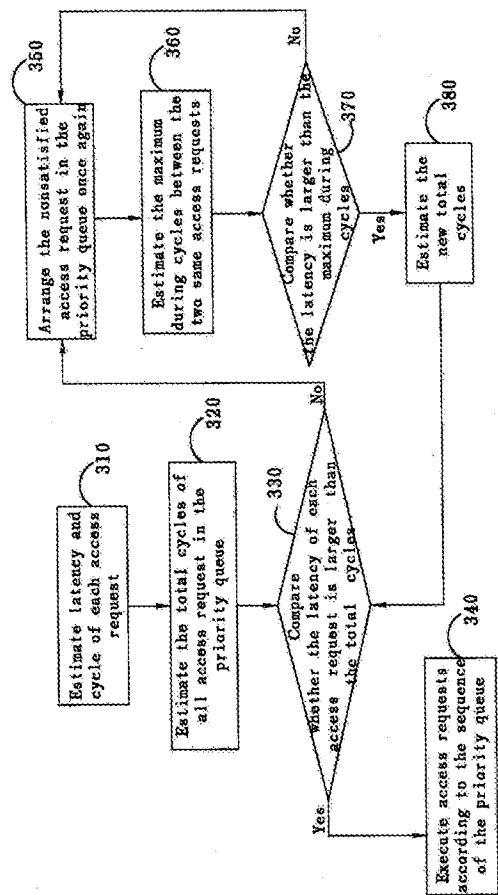 310
Estimate latency and
cycle of each access
request
320
Estimate the total cycles of
all access request in the
priority queue
330
Compare
whether the latency of each
access request is larger than
the total cycles
Yes
No
340
Execute access requests
according to the sequence
of the priority queue
350
Arrange the nonsatisfied
access request in the
priority queue once again
360
Estimate the maximum
during cycles between the
two same access requests
370
Compare whether
the latency is larger than the
maximum during
cycles
No
Yes
380
Estimate the
new total
cycles